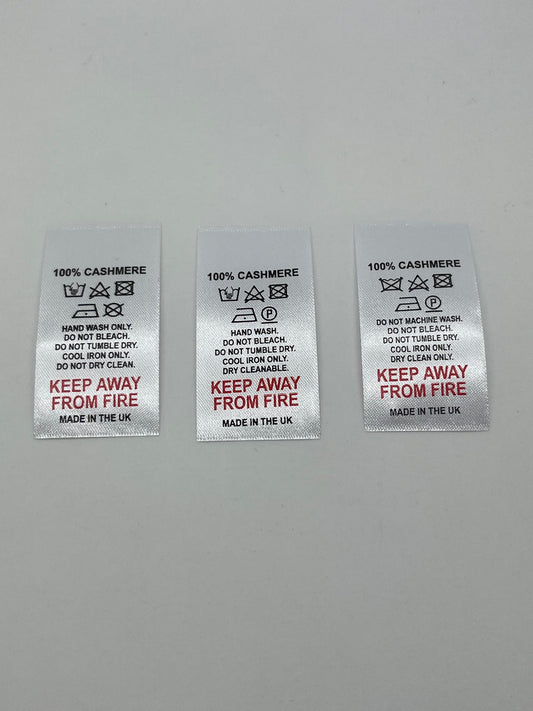 100% CASHMERE
HAND WASH ONLY.
DO NOT BLEACH.
DO NOT TUMBLE DRY.
COOL IRON ONLY.
DO NOT DRY CLEAN.
KEEP AWAY
FROM FIRE
MADE IN THE UK
100% CASHMERE
P
HAND WASH.
DO NOT BLEACH.
DO NOT TUMBLE DRY.
COOL IRON ONLY.
DRY CLEANABLE.
KEEP AWAY
FROM FIRE
MADE IN THE UK
100% CASHMERE
P
DO NOT MACHINE WASH.
DO NOT BLEACH.
DO NOT TUMBLE DRY.
COOL IRON ONLY.
DRY CLEAN ONLY.
KEEP AWAY
FROM FIRE
MADE IN THE UK